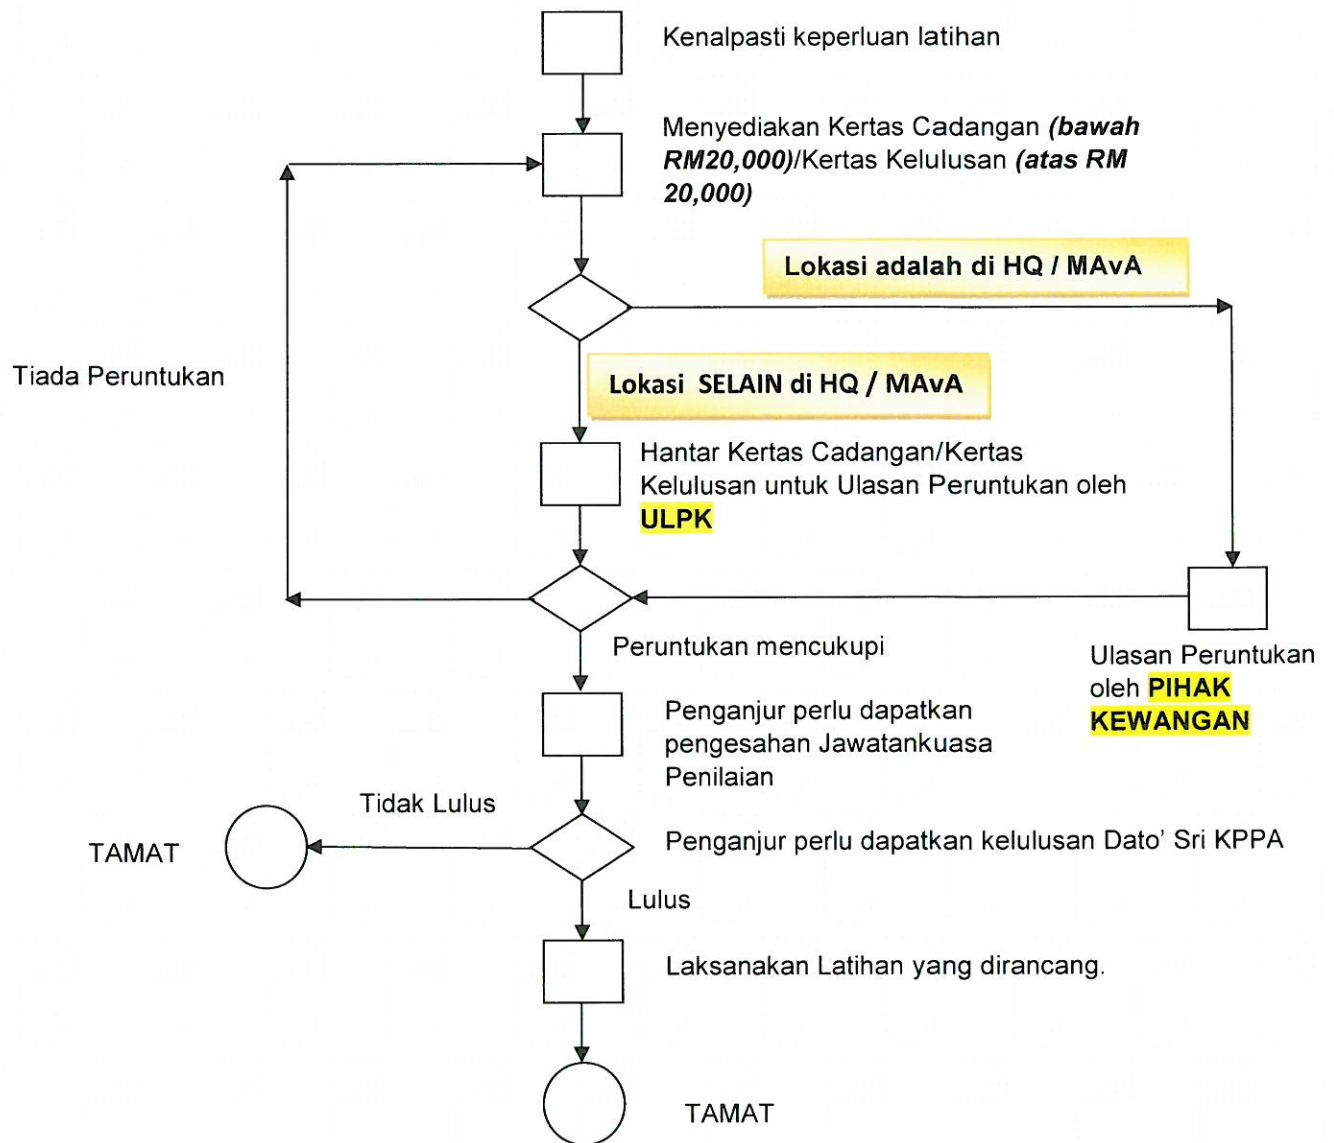 Kenalpasti keperluan latihan
Menyediakan Kertas Cadangan (bawah
RM20,000)/Kertas Kelulusan (atas RM
20,000)
Lokasi adalah di HQ / MAvA
Tiada Peruntukan
Lokasi SELAIN di HQ / MAvA
Hantar Kertas Cadangan/Kertas
Kelulusan untuk Ulasan Peruntukan oleh
ULPK
Peruntukan mencukupi
Ulasan Peruntukan
oleh PIHAK
KEWANGAN
Penganjur perlu dapatkan
pengesahan Jawatankuasa
Penilaian
Tidak Lulus
TAMAT
Penganjur perlu dapatkan kelulusan Dato' Sri KPPA
Lulus
Laksanakan Latihan yang dirancang.
TAMAT